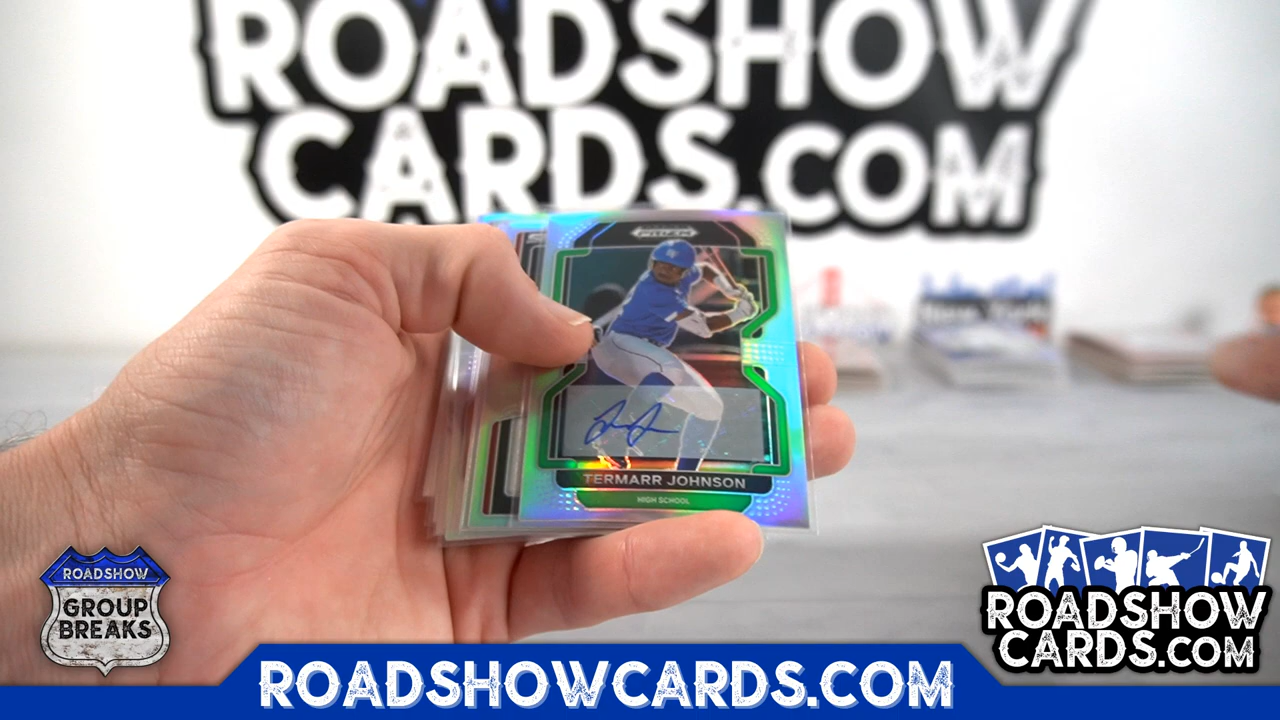 ROADSHOW
CARDS.COM
PRIZM
TERMARR JOHNSON
HIGH SCHOOL
ROADSHOW
GROUP
BREAKS
ROADSHOW
CARDS.COM
ROADSHOWCARDS.COM